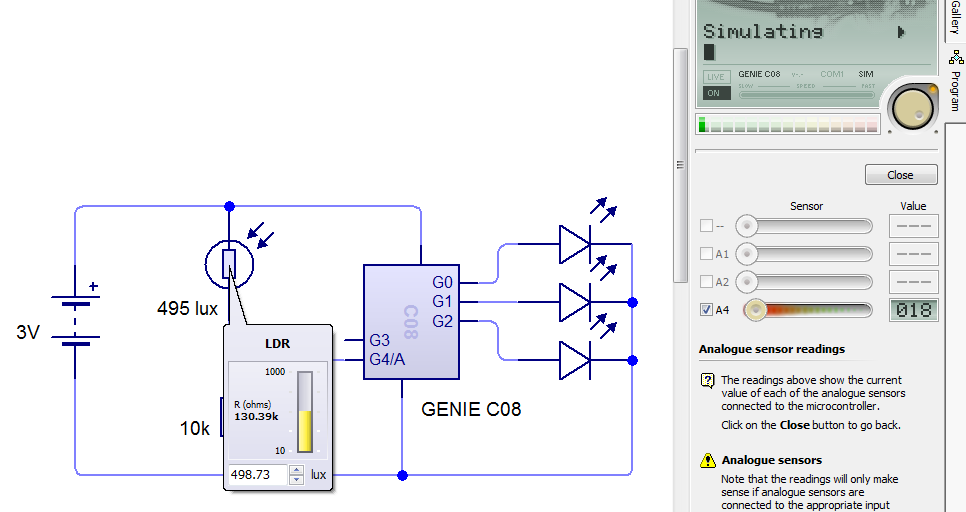 3V
+
495 lux
10k
LDR
1000
R (ohms)
130.39k
10
498.73
lux
G0
G1
G2
G3
G4/A
C08
GENIE C08
Simulating
LIVE
ON
GENIE C08
COM1
SIM
SLOW
SPEED
FAST
Gallery
Program
Close
Sensor
Value
--
---
A1
---
A2
---
A4
018
Analogue sensor readings
The readings above show the current
value of each of the analogue sensors
connected to the microcontroller.
Click on the Close button to go back.
Analogue sensors
Note that the readings will only make
sense if analogue sensors are
connected to the appropriate input